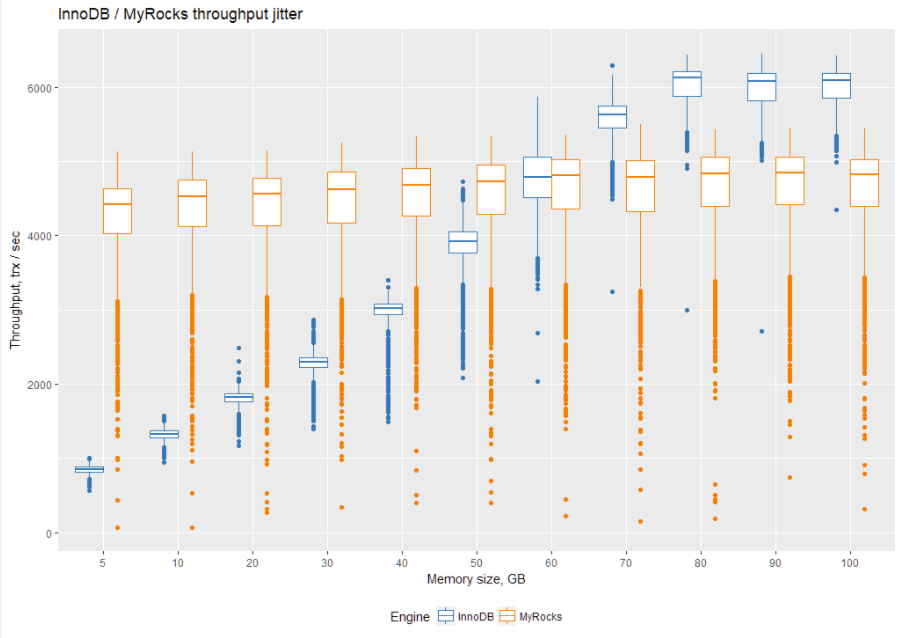 InnoDB / MyRocks throughput jitter
Throughput, trx / sec
6000
4000
2000
0
5 10 20 30 40 50 60 70 80 90 100
Memory size, GB
Engine InnoDB MyRocks